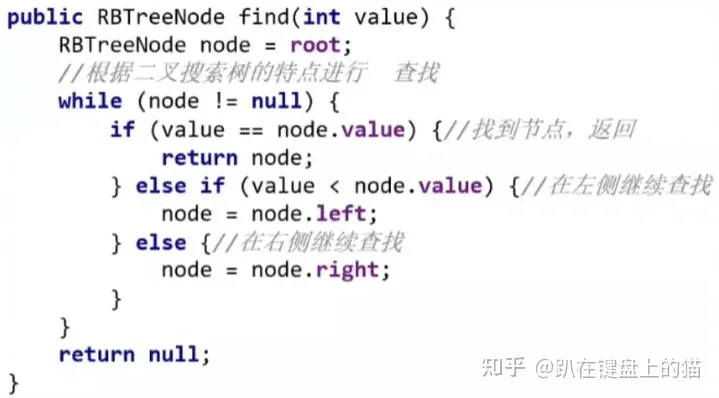 public RBTreeNode find(int value) {
    RBTreeNode node = root;
    //根据二叉搜索树的特点进行  查找
    while (node != null) {
        if (value == node.value) {//找到节点，返回
            return node;
        } else if (value < node.value) {//在左侧继续查找
            node = node.left;
        } else {//在右侧继续查找
            node = node.right;
        }
    }
    return null;
}
知乎 @趴在键盘上的猫